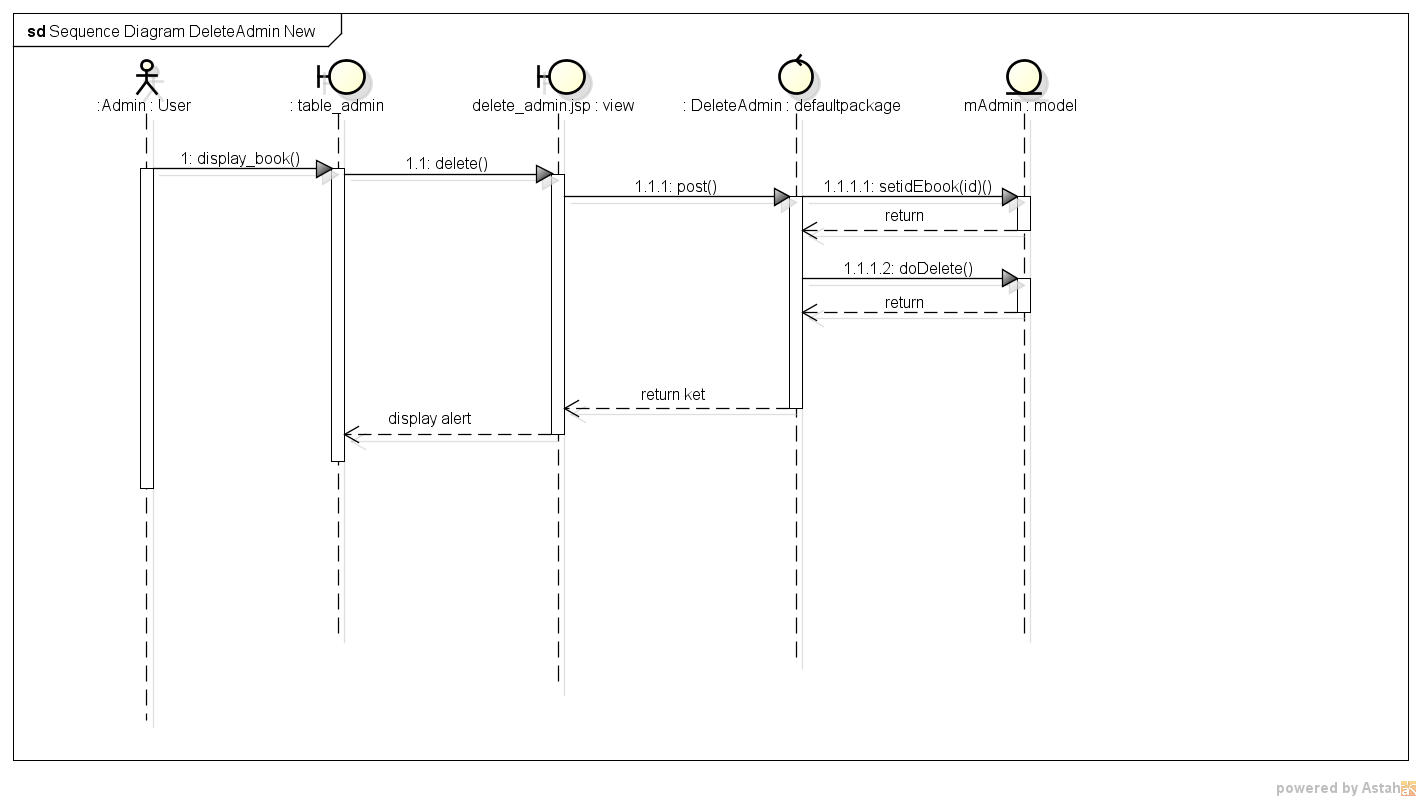 sd Sequence Diagram DeleteAdmin New
: Admin : User
: table_admin
delete_admin.jsp : view
: DeleteAdmin : defaultpackage
mAdmin : model
1: display_book()
1.1: delete()
1.1.1: post()
1.1.1.1: setidEbook(id)()
return
1.1.1.2: doDelete()
return
return ket
display alert
powered by Astah